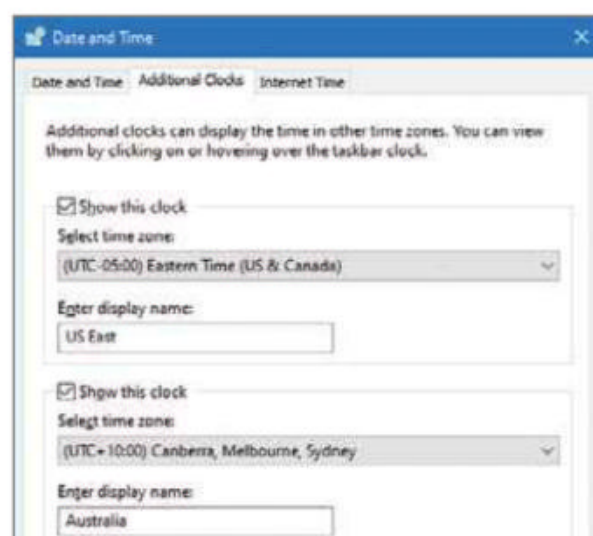 Date and Time
Date and Time Additional Clocks Internet Time
Additional clocks can display the time in other time zones. You can view
them by clicking on or hovering over the taskbar clock.
Show this clock
Select time zone:
(UTC-05:00) Eastern Time (US & Canada)
Enter display name:
US East
Show this clock
Select time zone:
(UTC+10:00) Canberra, Melbourne, Sydney
Enter display name:
Australia